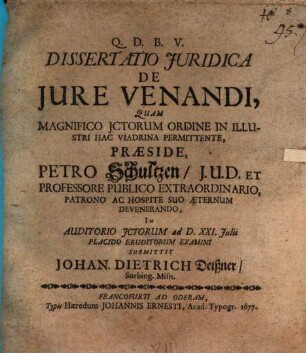 Q. D. B. V.
DISSERTATIO JURIDICA
DE
JURE VENANDI,
QUAM
MAGNIFICO JCTORUM ORDINE IN ILLU-
STRI HAC VIADRINA PERMITTENTE,
PRÆSIDE,
PETRO Schultzen / J.U.D. ET
PROFESSORE PUBLICO EXTRAORDINARIO,
PATRONO AC HOSPITE SUO ÆTERNUM
DEVENERANDO,
In
AUDITORIO JCTORUM ad D. XXI. Julii
PLACIDO ERUDITORUM EXAMINI
SUBMITTIT
JOHAN. DIETRICH Deißner /
Sorbing. Misn.
FRANCOFURTI AD ODERAM,
Typis Hæredum JOHANNIS ERNESTI, Acad. Typogr. 1677.